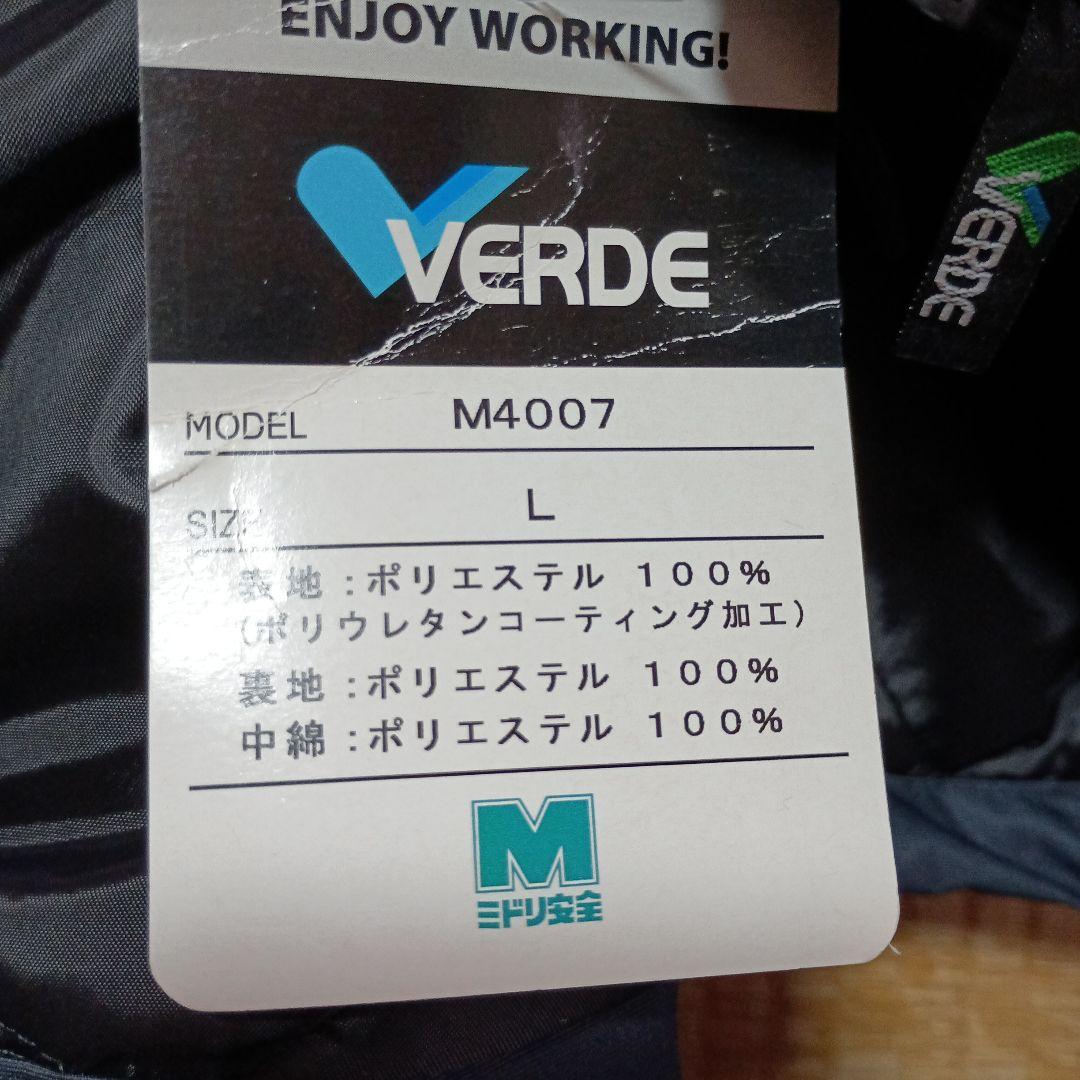 ENJOY WORKING!
VERDE
VERDE
MODEL M4007
SIZE L
表地:ポリエステル 100%
(ポリウレタンコーティング加工)
裏地:ポリエステル 100%
中綿:ポリエステル 100%
M
ミドリ安全